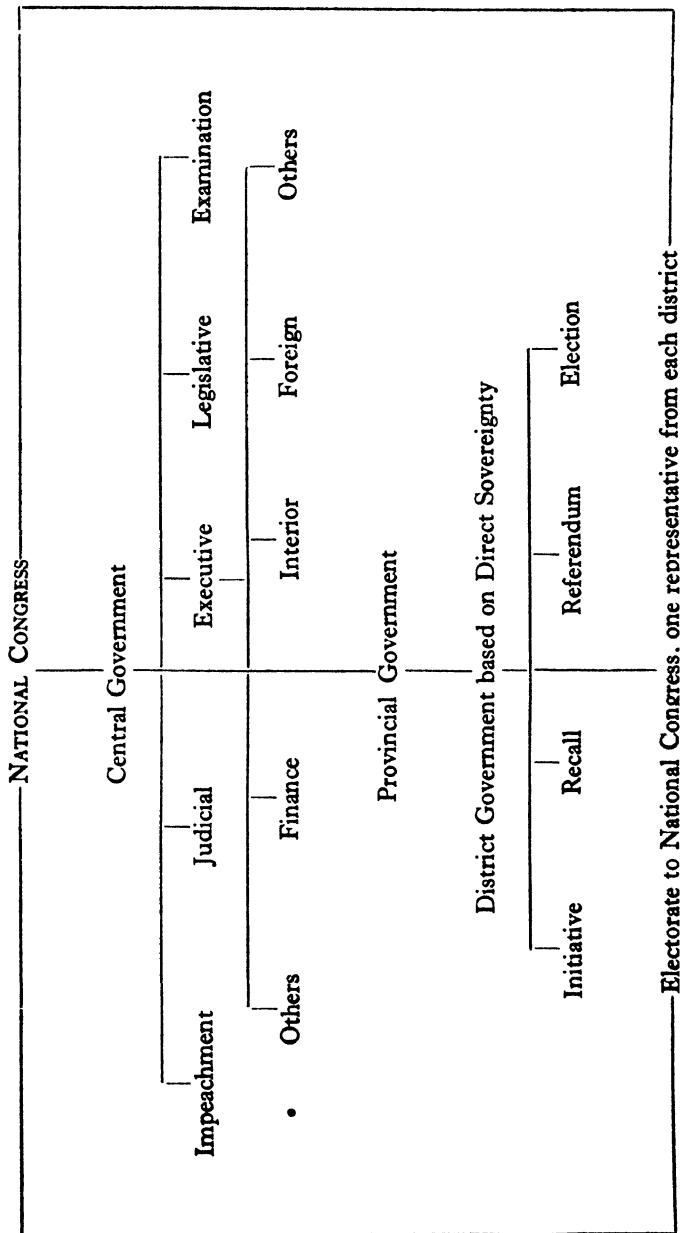 NATIONAL CONGRESS
Central Government
Impeachment Judicial Executive Legislative Examination
Others Finance Interior Foreign Others
Provincial Government
District Government based on Direct Sovereignty
Initiative Recall Referendum Election
Electorate to National Congress, one representative from each district